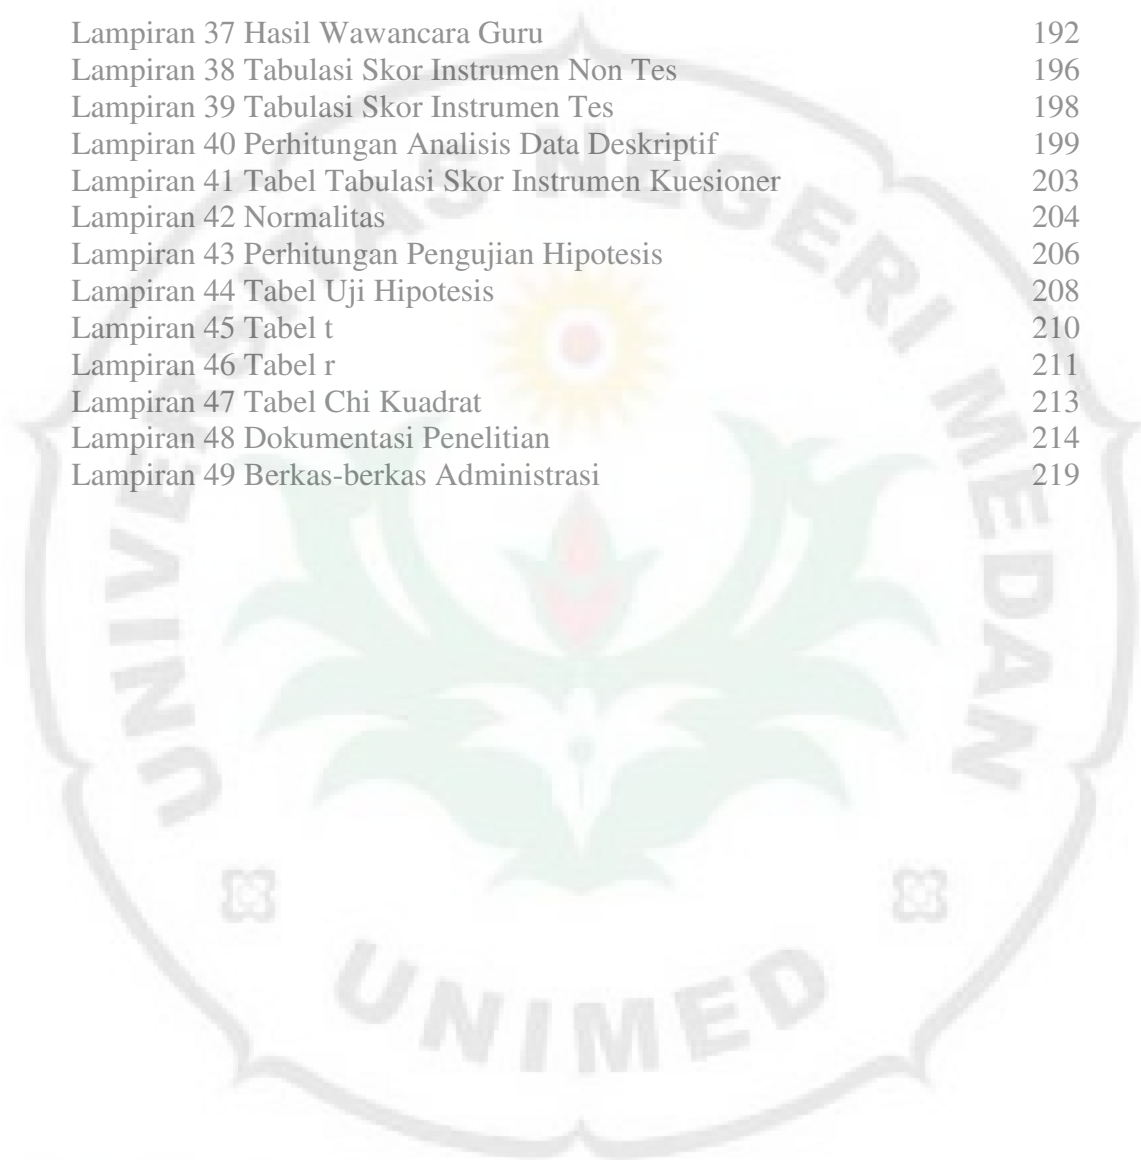 Lampiran 37 Hasil Wawancara Guru 192
Lampiran 38 Tabulasi Skor Instrumen Non Tes 196
Lampiran 39 Tabulasi Skor Instrumen Tes 198
Lampiran 40 Perhitungan Analisis Data Deskriptif 199
Lampiran 41 Tabel Tabulasi Skor Instrumen Kuesioner 203
Lampiran 42 Normalitas 204
Lampiran 43 Perhitungan Pengujian Hipotesis 206
Lampiran 44 Tabel Uji Hipotesis 208
Lampiran 45 Tabel t 210
Lampiran 46 Tabel r 211
Lampiran 47 Tabel Chi Kuadrat 213
Lampiran 48 Dokumentasi Penelitian 214
Lampiran 49 Berkas-berkas Administrasi 219
UNIVERSITAS NEGERI MEDAN
UNIMED